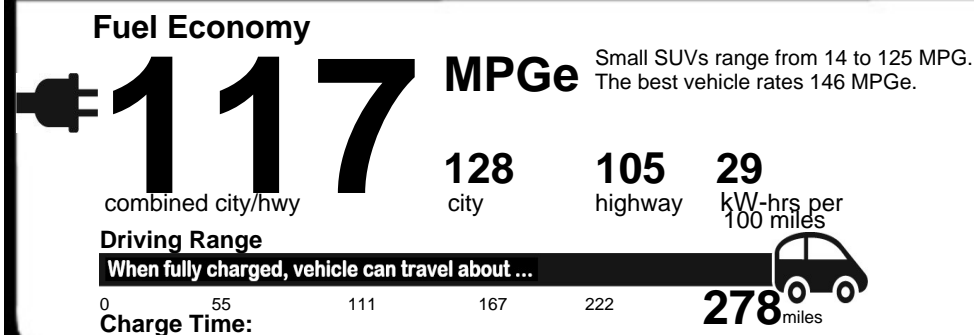 Fuel Economy
117 MPGe
Small SUVs range from 14 to 125 MPG.
The best vehicle rates 146 MPGe.
128 105 29
combined city/hwy city highway kW-hrs per
100 miles
Driving Range
When fully charged, vehicle can travel about ...
0 55 111 167 222 278 miles
Charge Time: